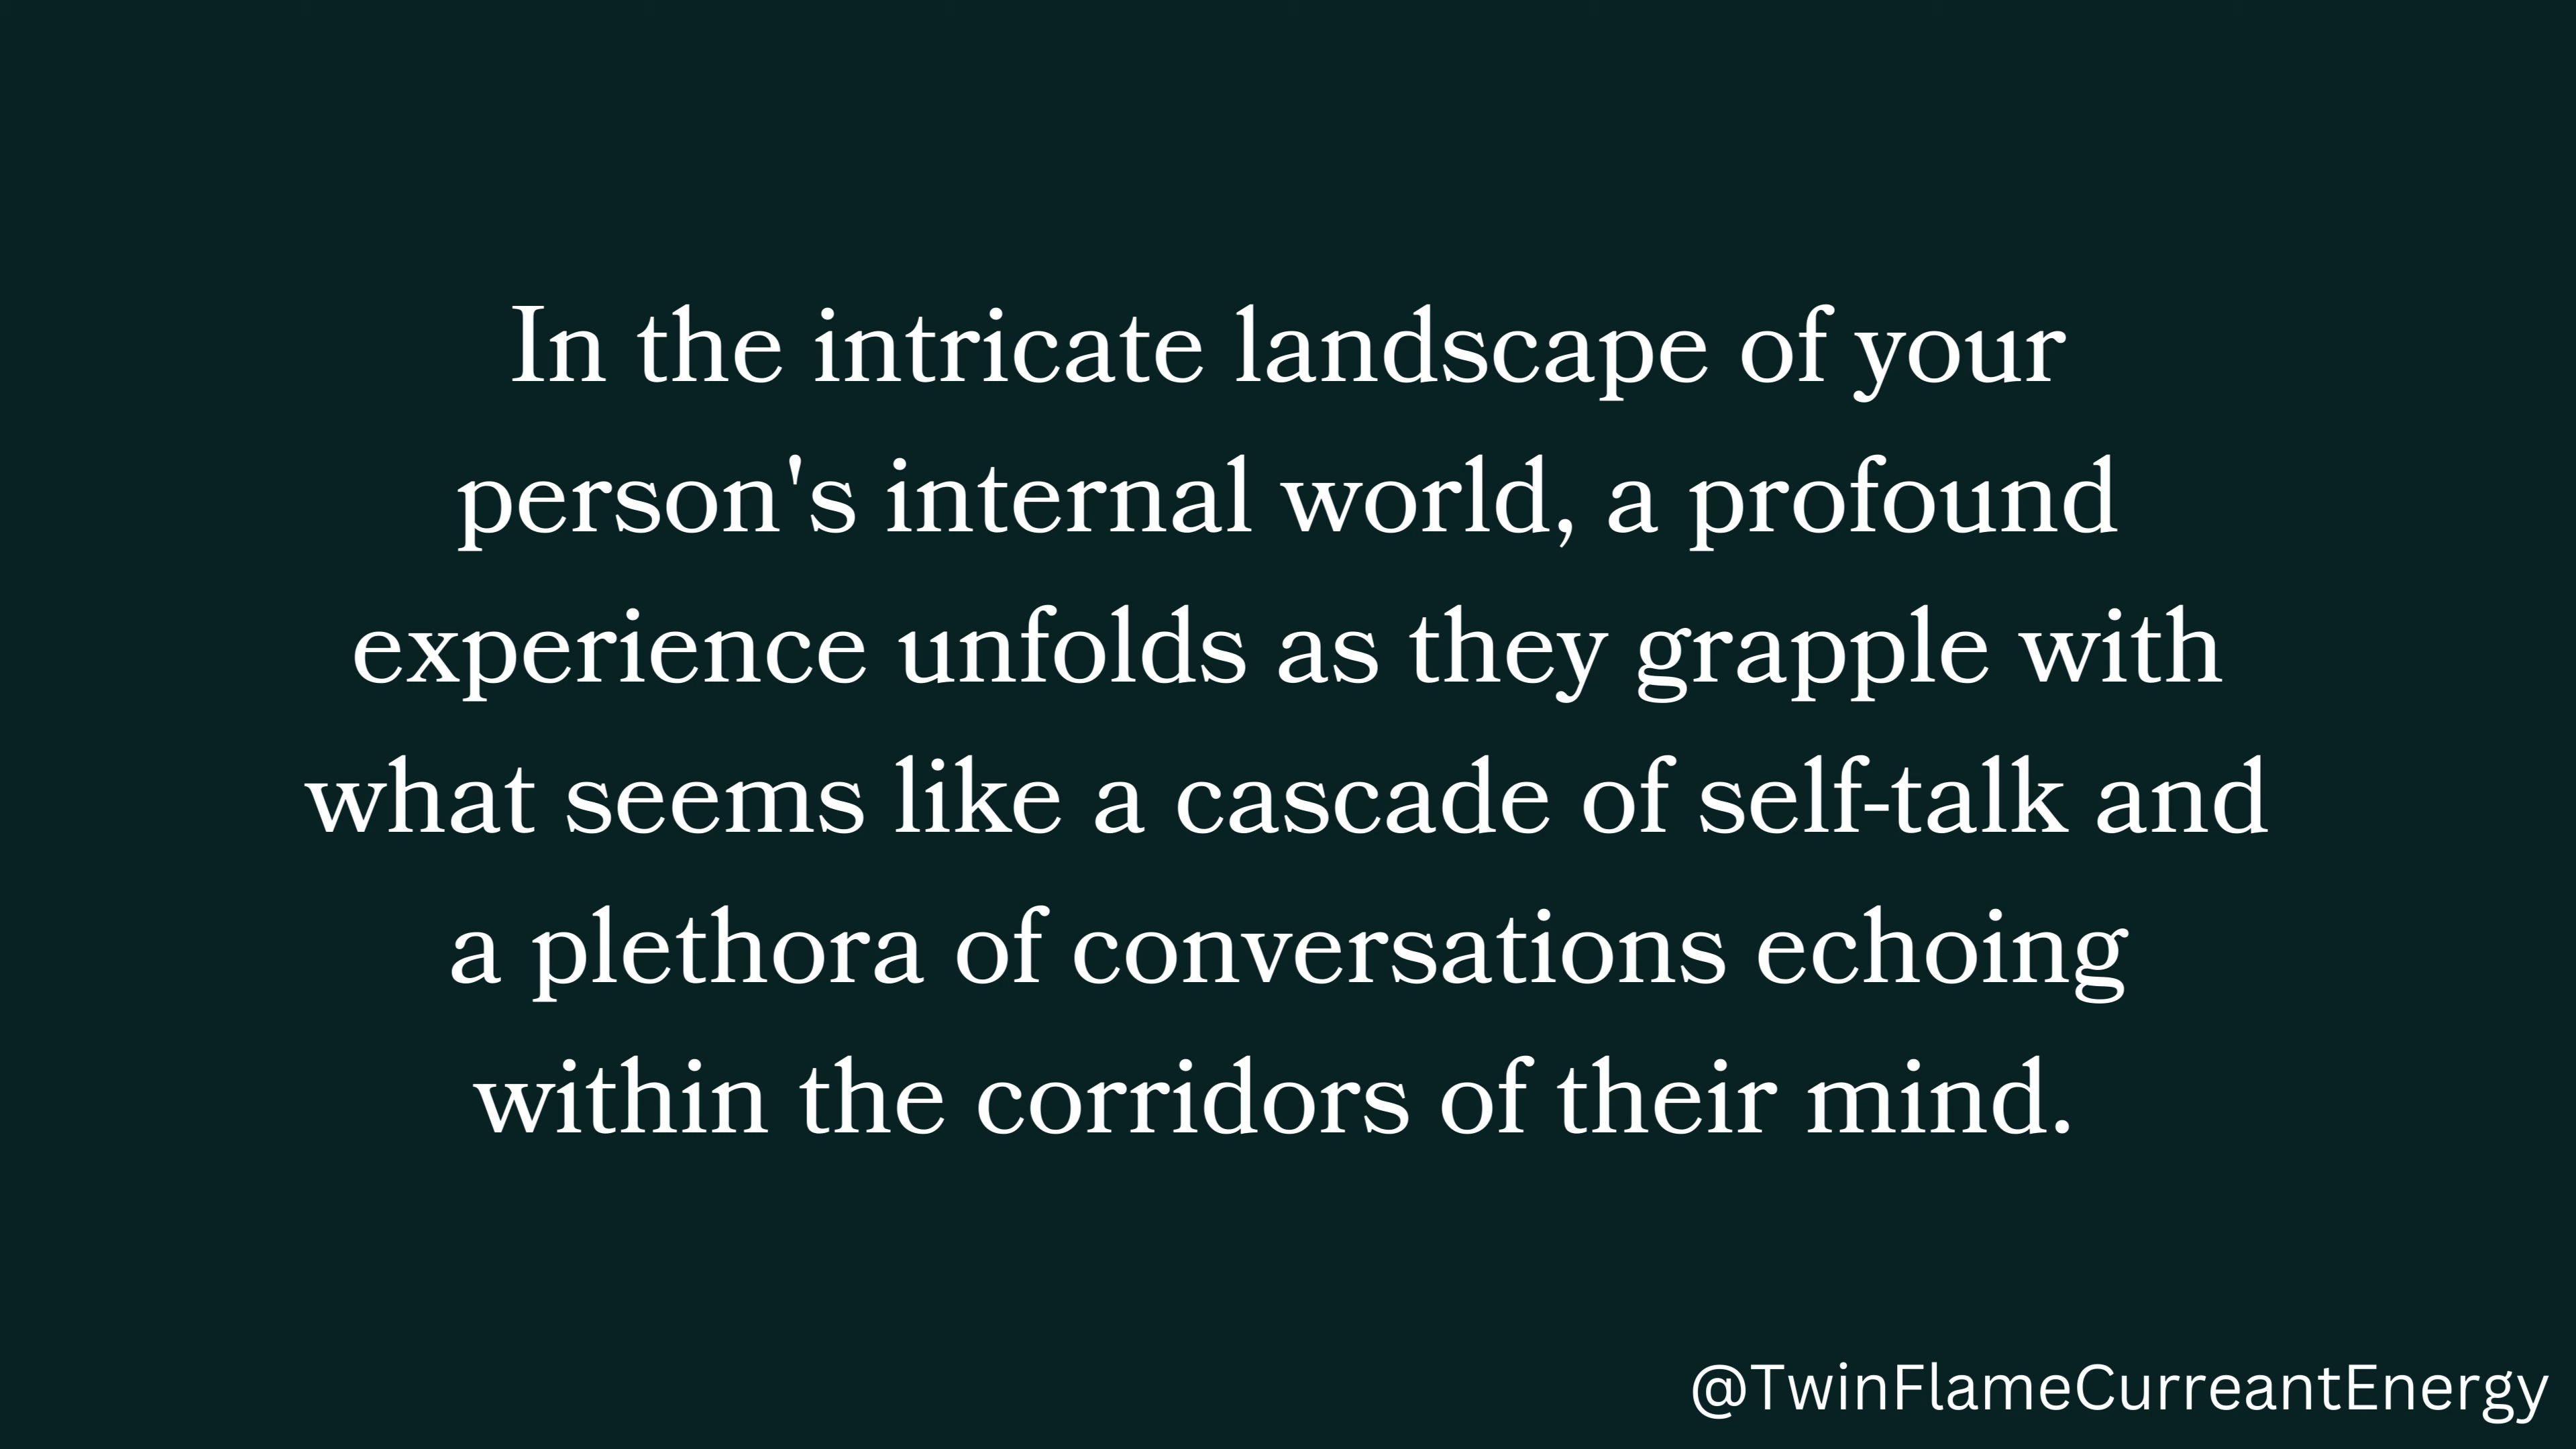 In the intricate landscape of your
person's internal world, a profound
experience unfolds as they grapple with
what seems like a cascade of self-talk and
a plethora of conversations echoing
within the corridors of their mind.
@TwinFlameCurreantEnergy